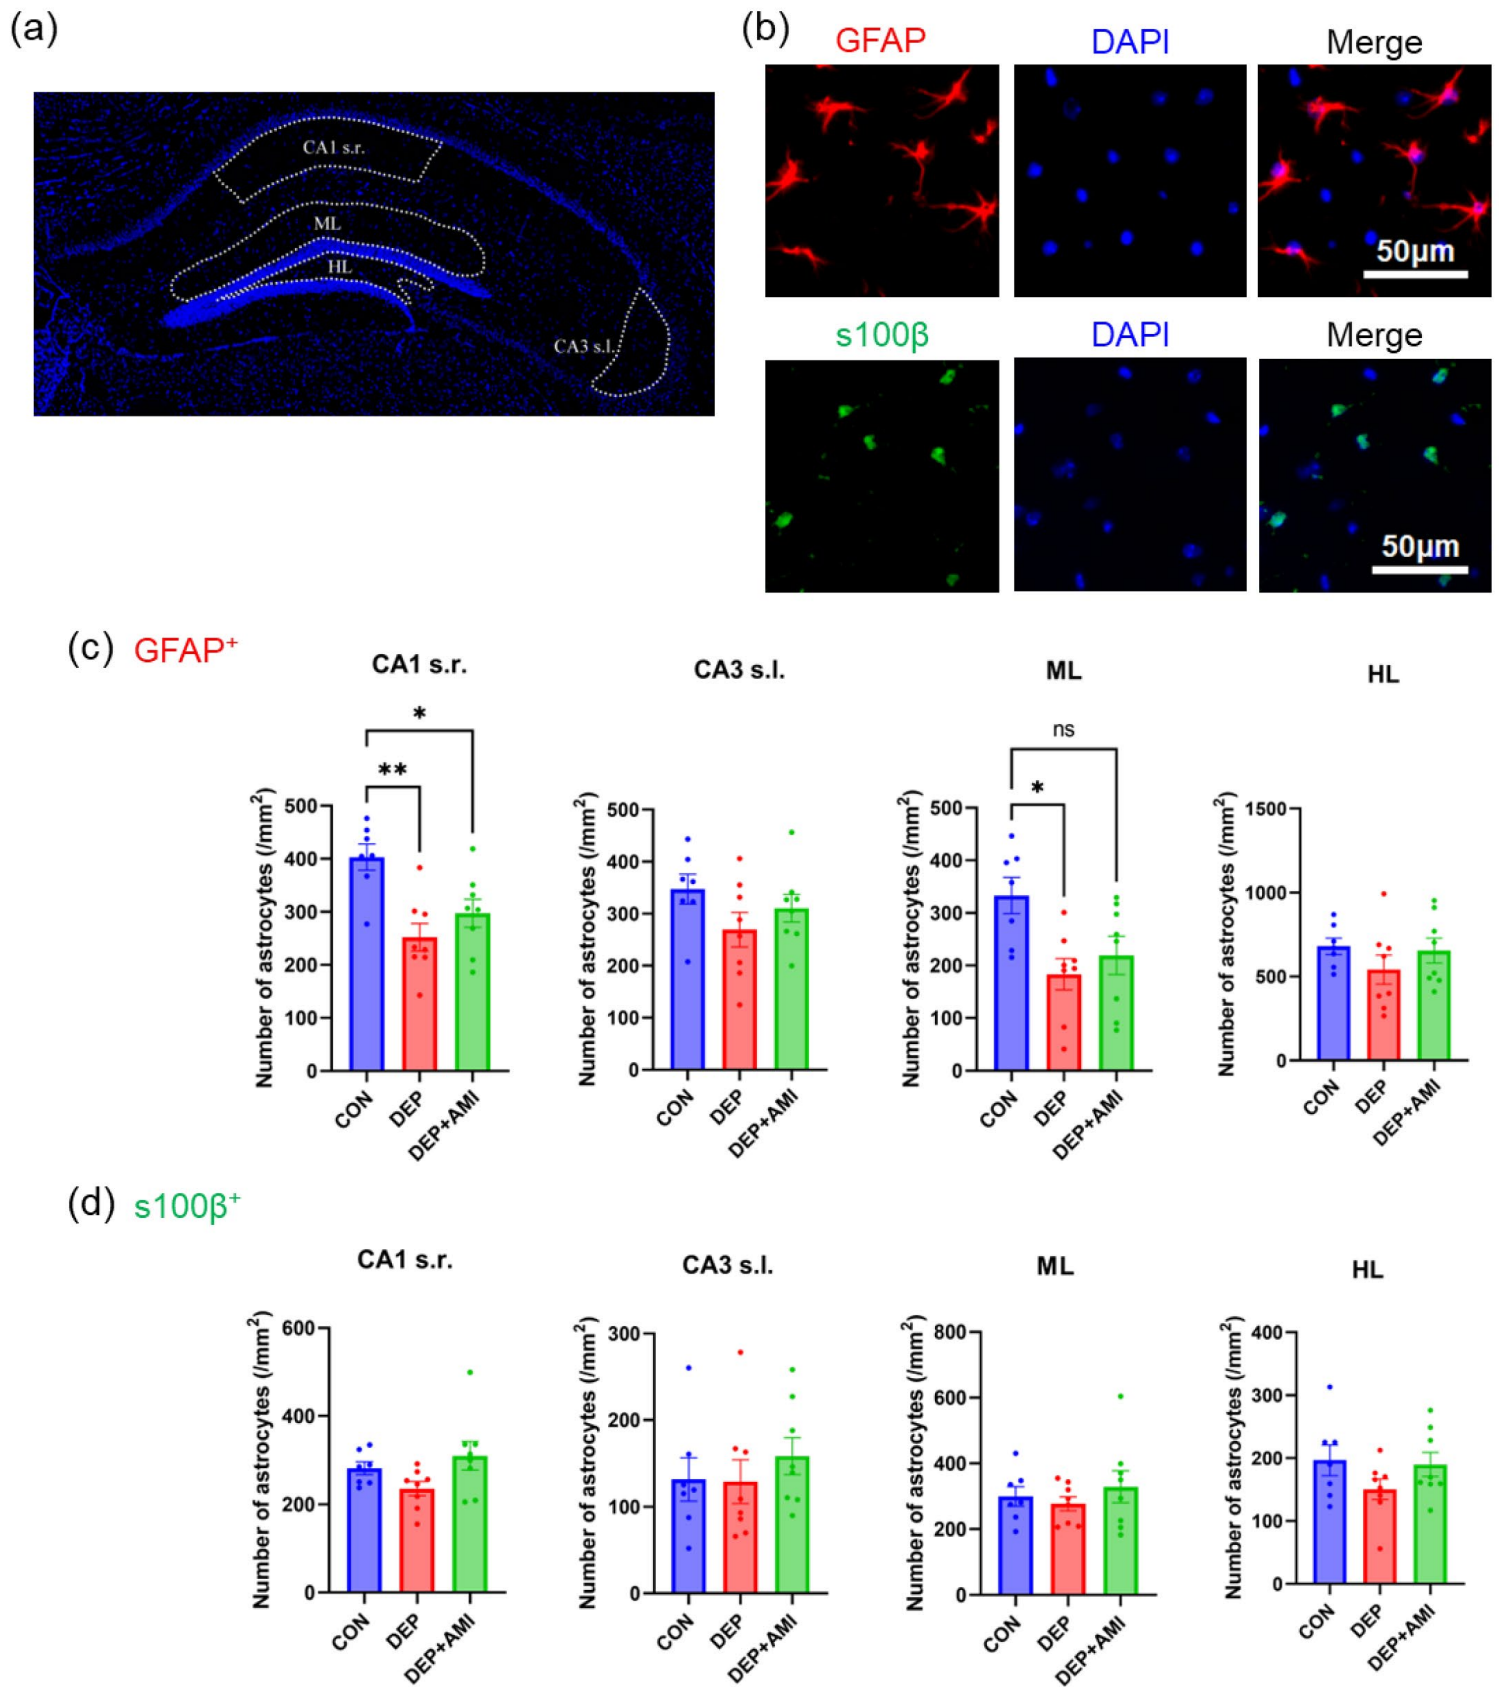 (a)
CA1 s.r.
ML
HL
CA3 s.l.
(b)
GFAP DAPI Merge
50μm
s100β DAPI Merge
50μm
(c) GFAP+
CA1 s.r.
*
**
Number of astrocytes (/mm2)
500
400
300
200
100
0
CON
DEP
DEP+AMI
CA3 s.l.
Number of astrocytes (/mm2)
500
400
300
200
100
0
CON
DEP
DEP+AMI
ML
ns
*
Number of astrocytes (/mm2)
500
400
300
200
100
0
CON
DEP
DEP+AMI
HL
Number of astrocytes (/mm2)
1500
1000
500
0
CON
DEP
DEP+AMI
(d) s100β+
CA1 s.r.
Number of astrocytes (/mm2)
600
400
200
0
CON
DEP
DEP+AMI
CA3 s.l.
Number of astrocytes (/mm2)
300
200
100
0
CON
DEP
DEP+AMI
ML
Number of astrocytes (/mm2)
800
600
400
200
0
CON
DEP
DEP+AMI
HL
Number of astrocytes (/mm2)
400
300
200
100
0
CON
DEP
DEP+AMI